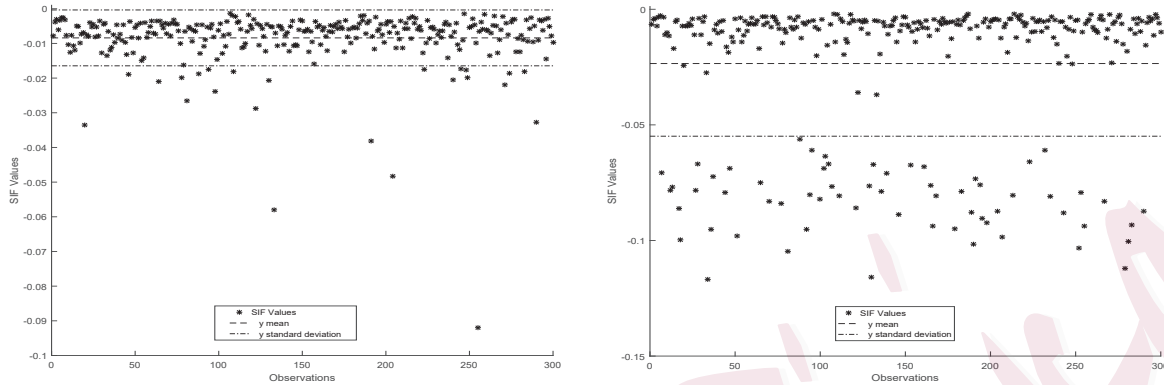 0
-0.01
-0.02
-0.03
-0.04
-0.05
-0.06
-0.07
-0.08
-0.09
-0.1
SIF Values
0 50 100 150 200 250 300
Observations
SIF Values
y mean
y standard deviation
0
-0.05
-0.1
-0.15
SIF Values
0 50 100 150 200 250 300
Observations
SIF Values
y mean
y standard deviation